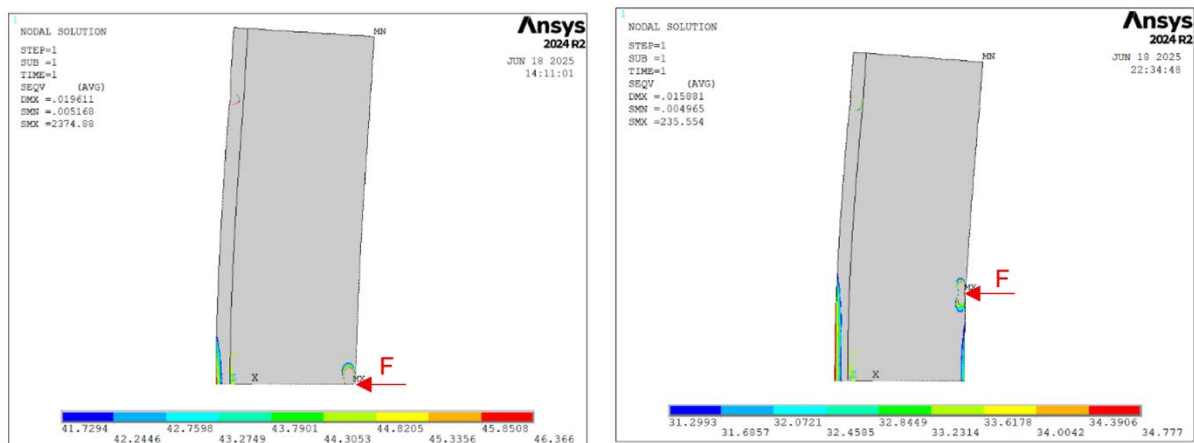 1
NODAL SOLUTION
STEP=1
SUB =1
TIME=1
SEQV (AVG)
DMX =.019611
SMN =.005168
SMX =2374.88
Ansys
2024 R2
JUN 18 2025
14:11:01
MN
X
MX
F
41.7294 42.7598 43.7901 44.8205 45.8508
42.2446 43.2749 44.3053 45.3356 46.366
1
NODAL SOLUTION
STEP=1
SUB =1
TIME=1
SEQV (AVG)
DMX =.015881
SMN =.004965
SMX =235.554
Ansys
2024 R2
JUN 18 2025
22:34:48
MN
MX
F
X
31.2993 32.0721 32.8449 33.6178 34.3906
31.6857 32.4585 33.2314 34.0042 34.777